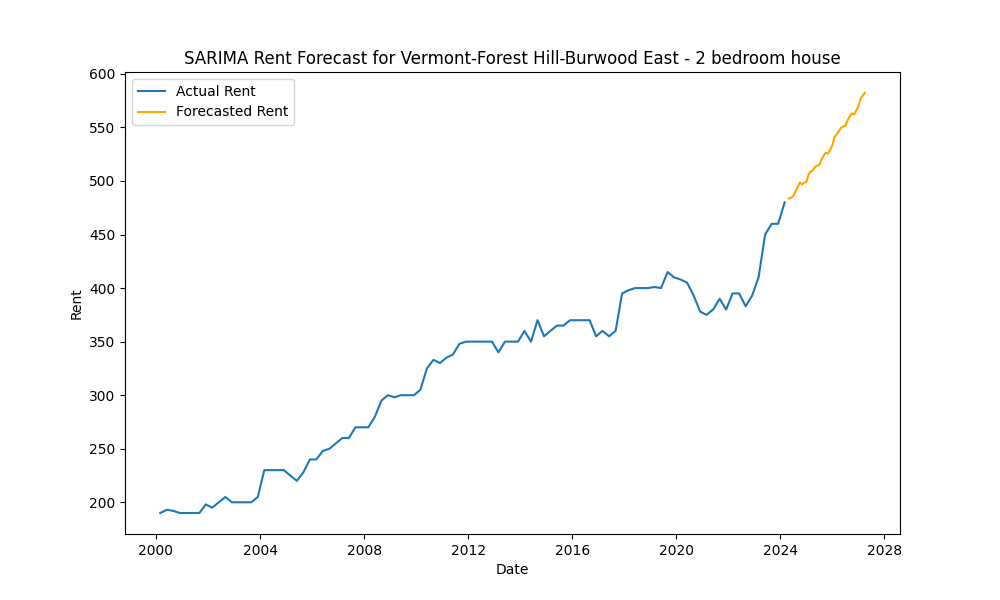 SARIMA Rent Forecast for Vermont-Forest Hill-Burwood East - 2 bedroom house
Actual Rent
Forecasted Rent
600
550
500
450
400
350
300
250
200
Rent
2000 2004 2008 2012 2016 2020 2024 2028
Date